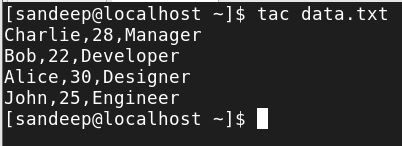 [sandeep@localhost ~]$ tac data.txt
Charlie,28,Manager
Bob,22,Developer
Alice,30,Designer
John,25,Engineer
[sandeep@localhost ~]$